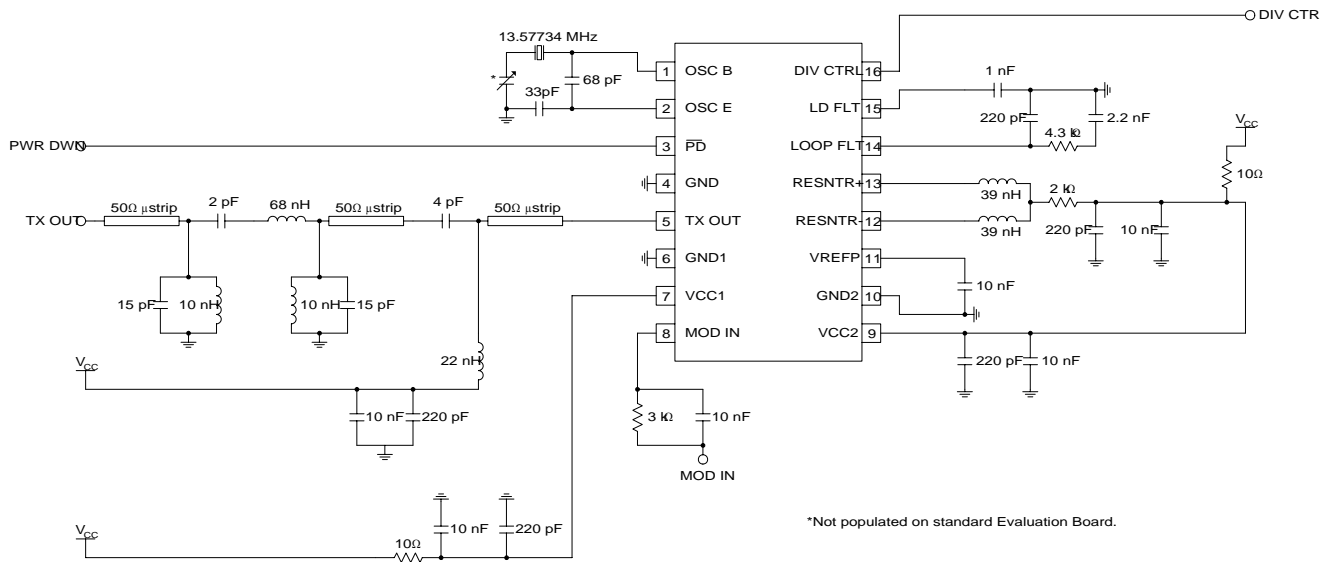 DIV CTR
13.57734 MHz
*
68 pF
33pF
1 OSC B
DIV CTRL 16
2 OSC E
LD FLT 15
1 nF
220 pF
2.2 nF
4.3 kΩ
PWR DWN
3 PD
LOOP FLT 14
VCC
10Ω
4 GND
RESNTR+ 13
39 nH
2 kΩ
TX OUT
50Ω µstrip
2 pF
68 nH
50Ω µstrip
4 pF
50Ω µstrip
5 TX OUT
RESNTR- 12
39 nH
220 pF
10 nF
6 GND1
VREFP 11
10 nF
15 pF
10 nH
10 nH
15 pF
7 VCC1
GND2 10
8 MOD IN
VCC2 9
220 pF
10 nF
22 nH
VCC
10 nF
220 pF
3 kΩ
10 nF
MOD IN
10 nF
220 pF
VCC
10Ω
*Not populated on standard Evaluation Board.